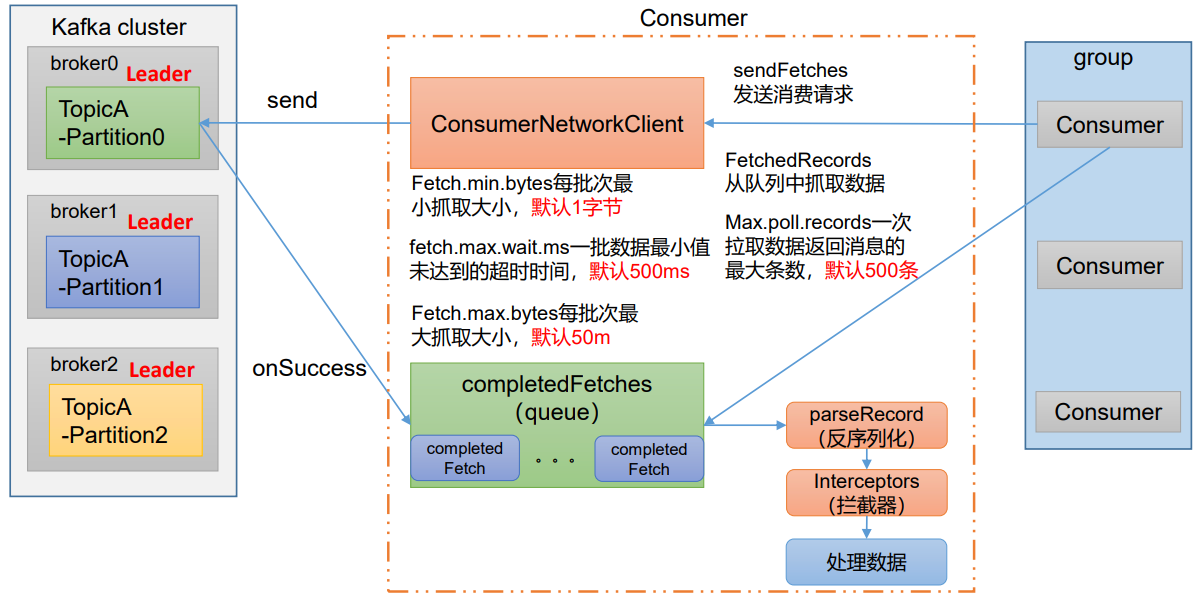 Kafka cluster
broker0
Leader
TopicA
-Partition0
broker1
Leader
TopicA
-Partition1
broker2
Leader
TopicA
-Partition2
send
onSuccess
Consumer
ConsumerNetworkClient
Fetch.min.bytes每批次最
小抓取大小，默认1字节
fetch.max.wait.ms一批数据最小值
未达到的超时时间，默认500ms
Fetch.max.bytes每批次最
大抓取大小，默认50m
completedFetches
（queue）
completed
Fetch
。。。
completed
Fetch
sendFetches
发送消费请求
FetchedRecords
从队列中抓取数据
Max.poll.records一次
拉取数据返回消息的
最大条数，默认500条
parseRecord
（反序列化）
Interceptors
（拦截器）
处理数据
group
Consumer
Consumer
Consumer